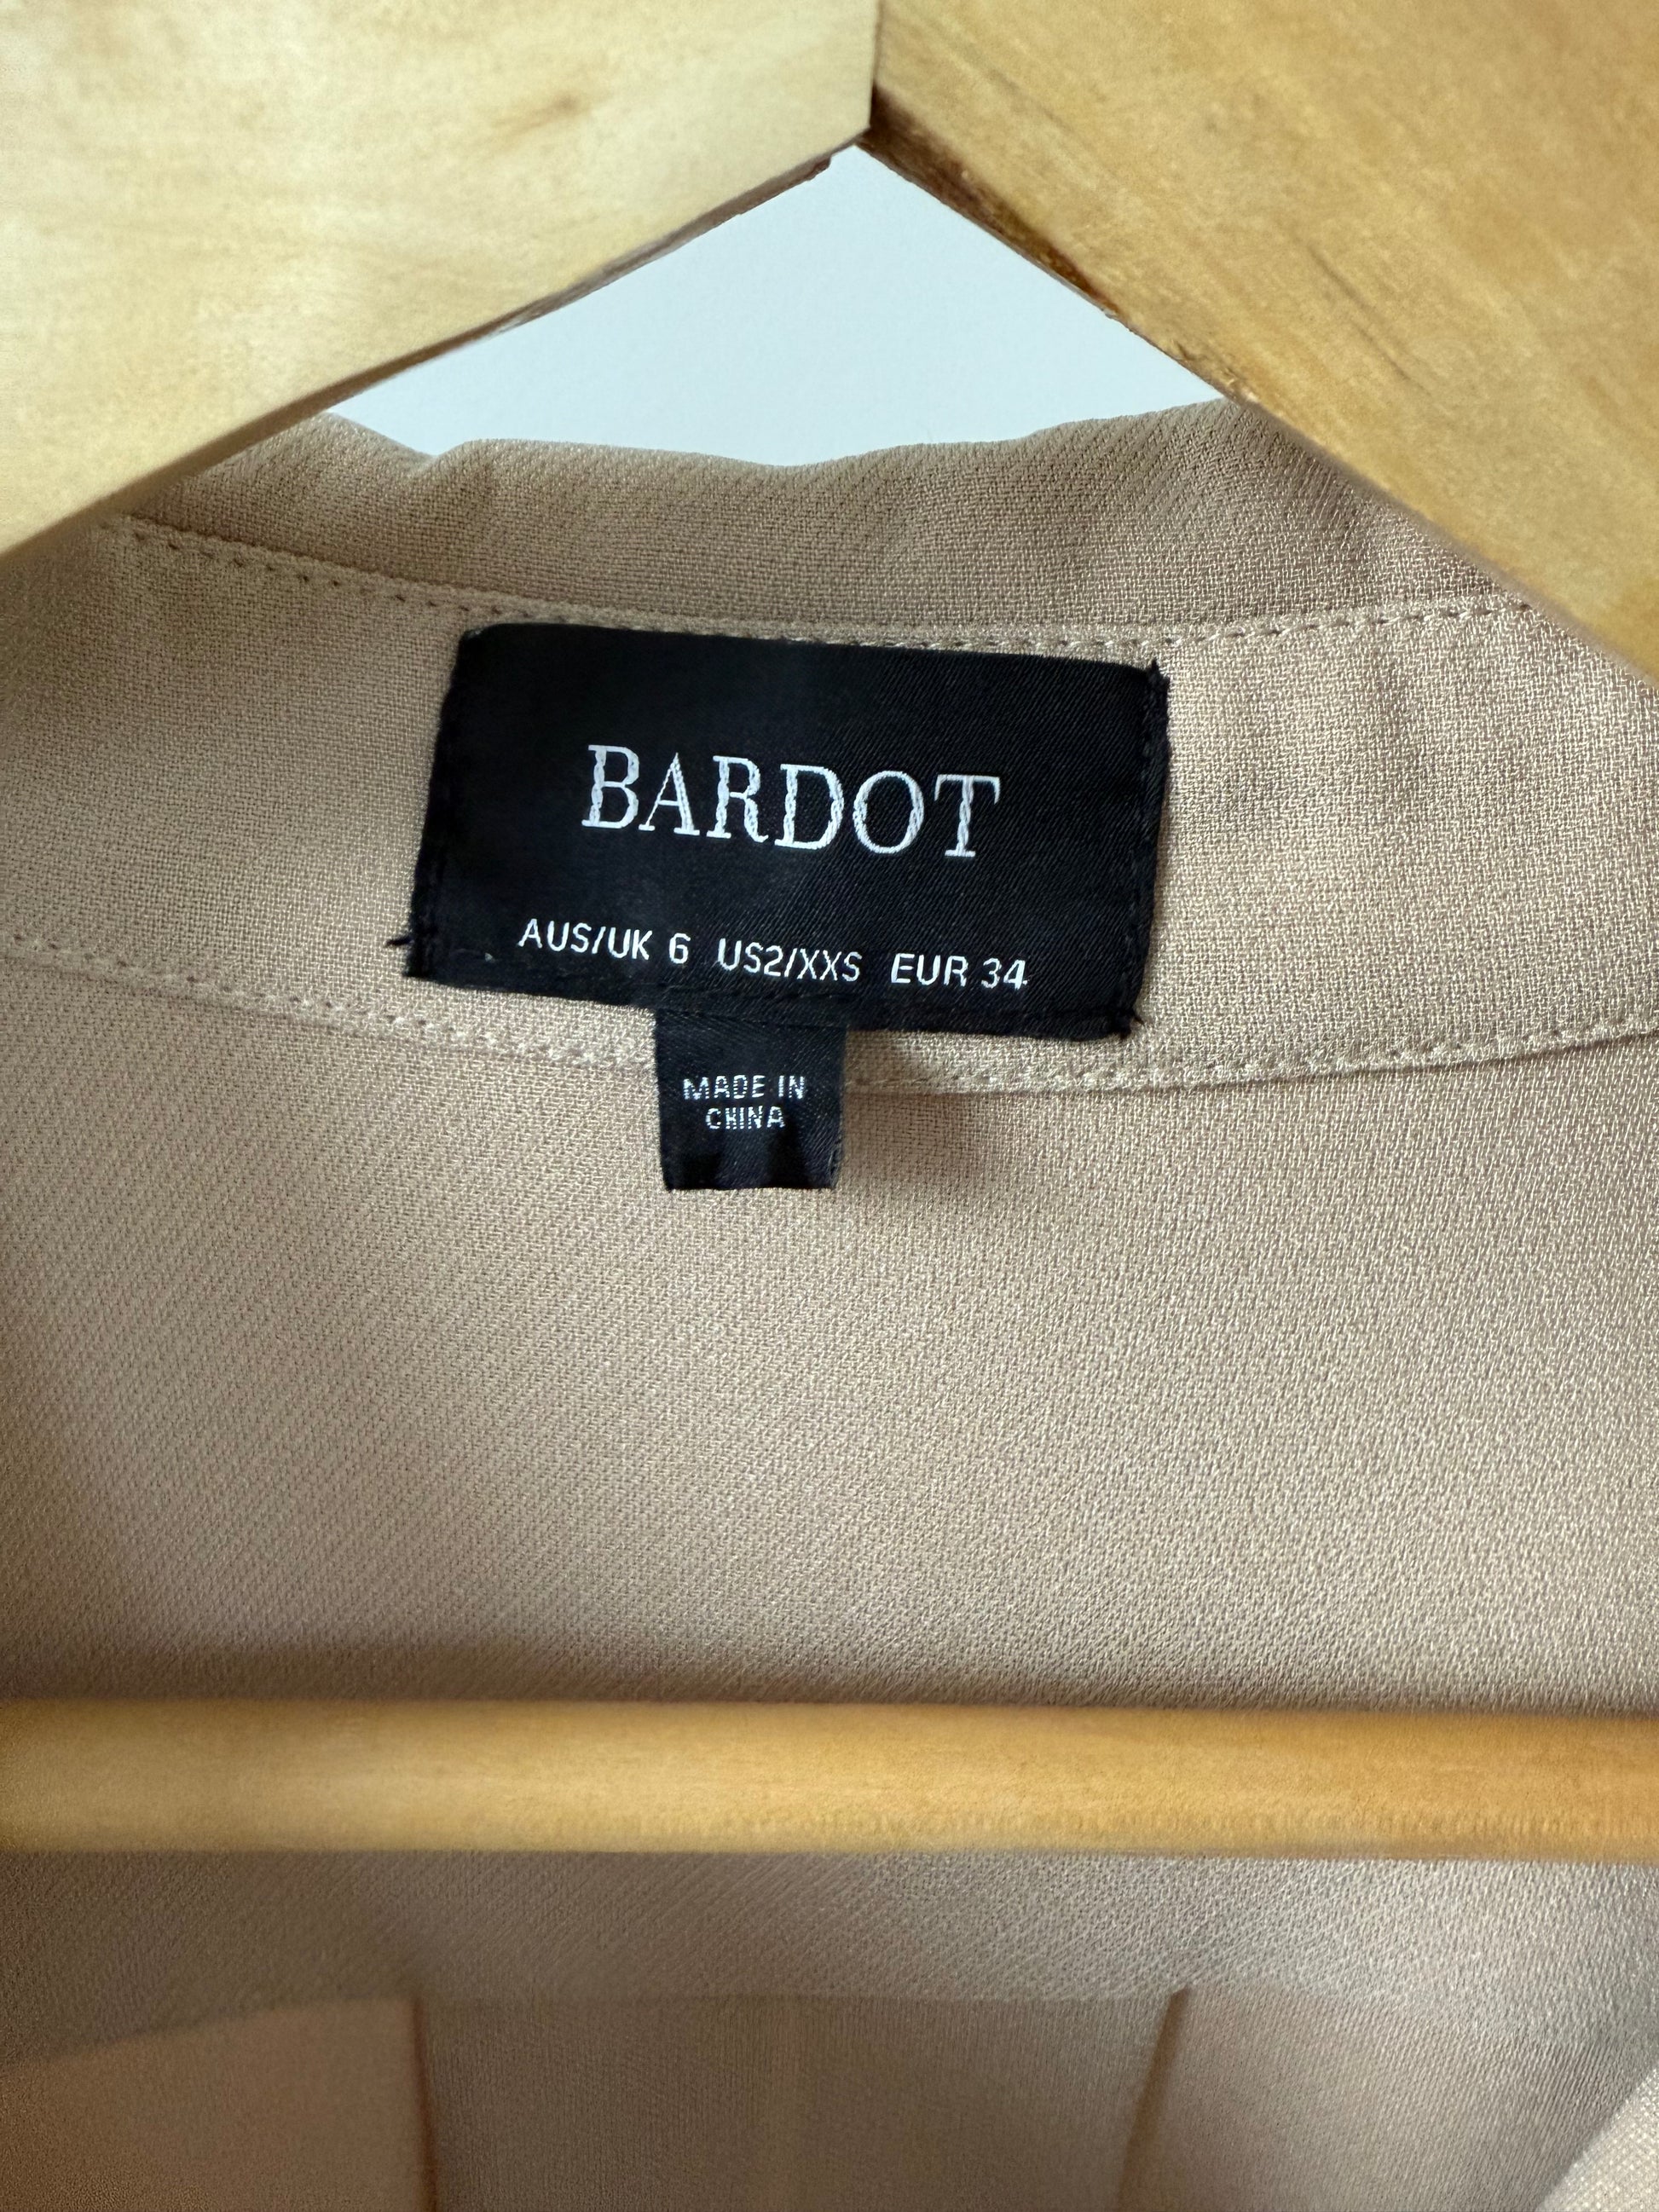 BARDOT
AUS/UK 6 US2/XXS EUR 34
MADE IN
CHINA